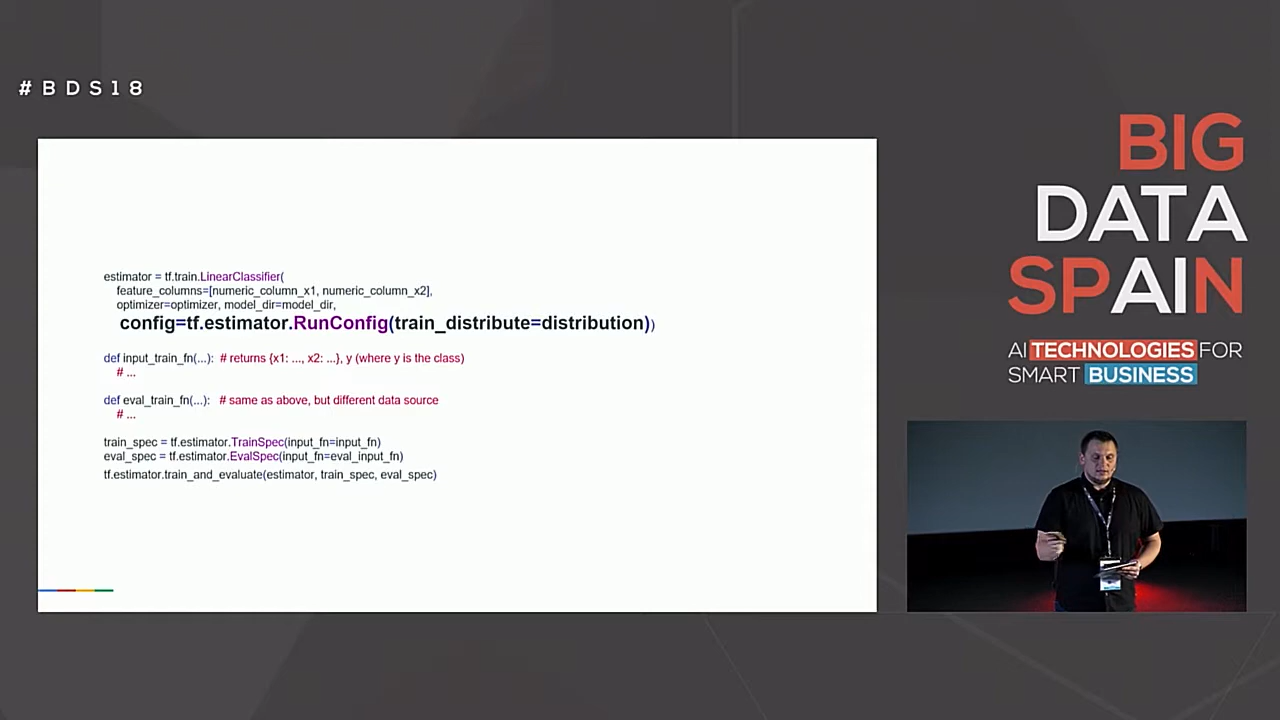 #BDS18
BIG
DATA
SPAIN
AI TECHNOLOGIES FOR
SMART BUSINESS
estimator = tf.train.LinearClassifier(
feature_columns=[numeric_column_x1, numeric_column_x2],
optimizer=optimizer, model_dir=model_dir,
config=tf.estimator.RunConfig(train_distribute=distribution))
def input_train_fn(...):  # returns {x1: ..., x2: ...}, y (where y is the class)
# ...
def eval_train_fn(...):  # same as above, but different data source
# ...
train_spec = tf.estimator.TrainSpec(input_fn=input_fn)
eval_spec = tf.estimator.EvalSpec(input_fn=eval_input_fn)
tf.estimator.train_and_evaluate(estimator, train_spec, eval_spec)